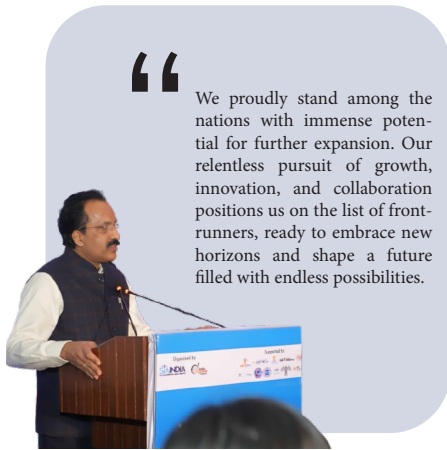 “
We proudly stand among the
nations with immense poten-
tial for further expansion. Our
relentless pursuit of growth,
innovation, and collaboration
positions us on the list of front-
runners, ready to embrace new
horizons and shape a future
filled with endless possibilities.
Organised by
Supported by
INDIA